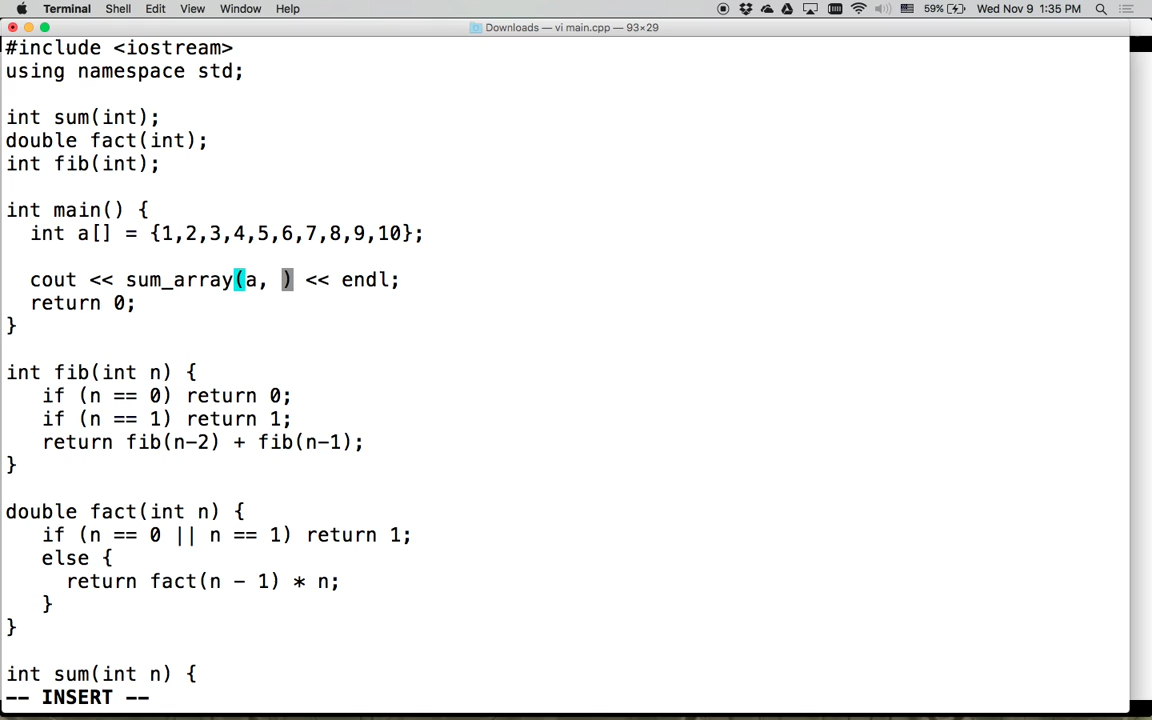 Terminal Shell Edit View Window Help 59% Wed Nov 9 1:35 PM
Downloads — vi main.cpp — 93×29
#include <iostream>
using namespace std;
int sum(int);
double fact(int);
int fib(int);
int main() {
  int a[] = {1,2,3,4,5,6,7,8,9,10};
  cout << sum_array(a, ) << endl;
  return 0;
}
int fib(int n) {
   if (n == 0) return 0;
   if (n == 1) return 1;
   return fib(n-2) + fib(n-1);
}
double fact(int n) {
   if (n == 0 || n == 1) return 1;
   else {
     return fact(n - 1) * n;
   }
}
int sum(int n) {
-- INSERT --